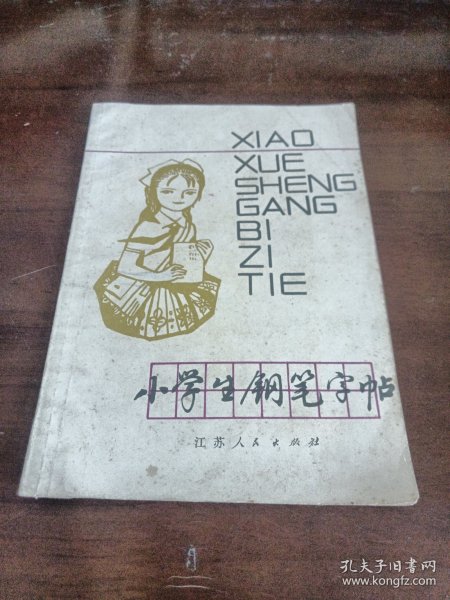 XIAO
XUE
SHENG
GANG
BI
ZI
TIE
小学生钢笔字帖
江苏人民出版社
孔夫子旧书网
www.kongfz.com